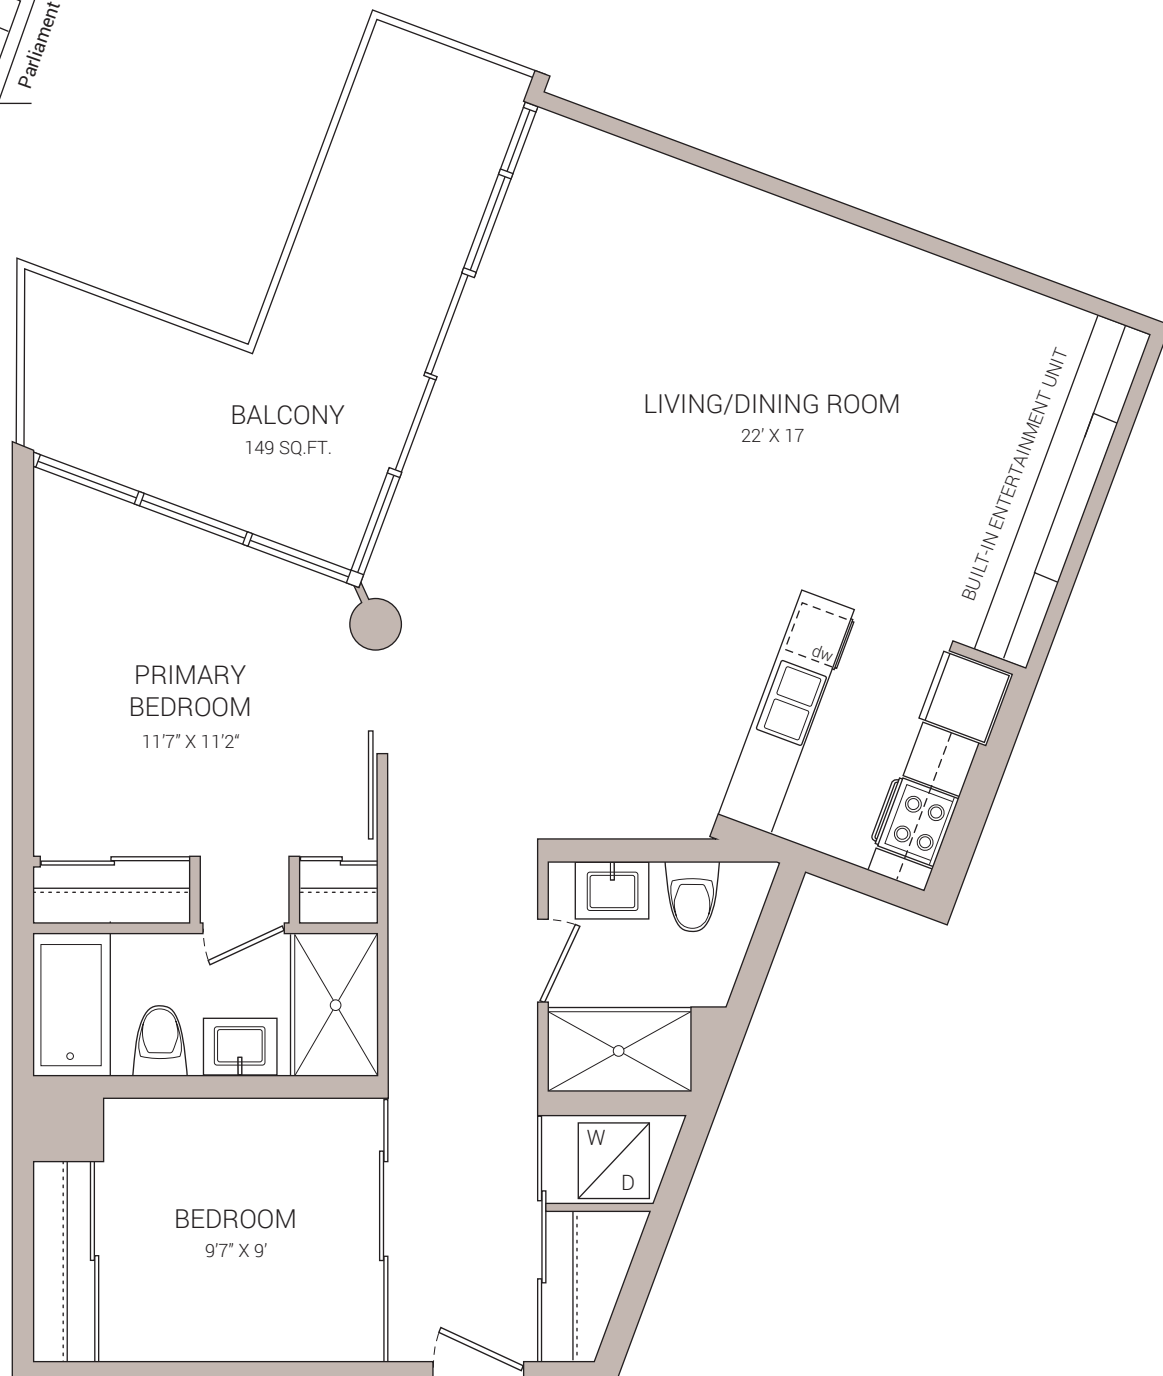 Parliament
BALCONY
149 SQ.FT.
LIVING/DINING ROOM
22' X 17
BUILT-IN ENTERTAINMENT UNIT
dw
PRIMARY
BEDROOM
11'7" X 11'2"
W
D
BEDROOM
9'7" X 9'